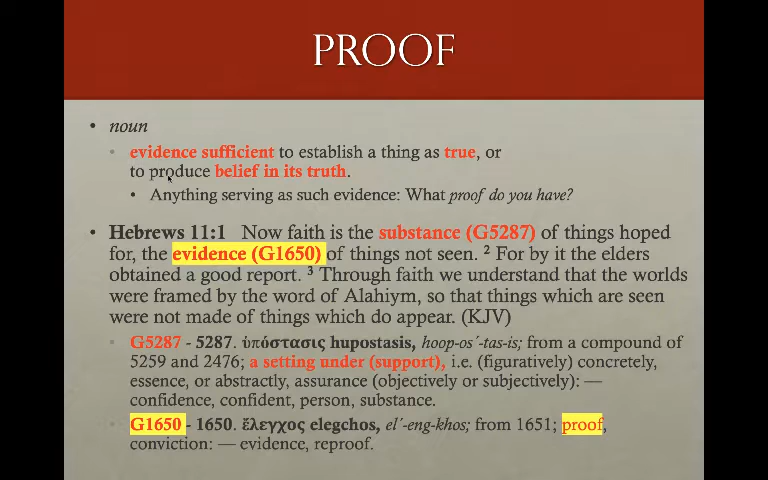 PROOF
• noun
• evidence sufficient to establish a thing as true, or
to produce belief in its truth.
• Anything serving as such evidence: What proof do you have?
• Hebrews 11:1 Now faith is the substance (G5287) of things hoped
for, the evidence (G1650) of things not seen. ² For by it the elders
obtained a good report. ³ Through faith we understand that the worlds
were framed by the word of Alahiym, so that things which are seen
were not made of things which do appear. (KJV)
• G5287 - 5287. ὑπόστασις hupostasis, hoop-os´-tas-is; from a compound of
5259 and 2476; a setting under (support), i.e. (figuratively) concretely,
essence, or abstractly, assurance (objectively or subjectively): —
confidence, confident, person, substance.
• G1650 - 1650. ἔλεγχος elegchos, el´-eng-khos; from 1651; proof,
conviction: — evidence, reproof.